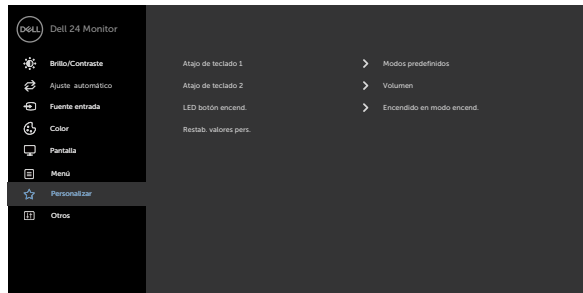 DELL Dell 24 Monitor
Brillo/Contraste
Atajo de teclado 1 Modos predefinidos
Ajuste automático
Atajo de teclado 2 Volumen
Fuente entrada
LED botón encend. Encendido en modo encend.
Color
Restab. valores pers.
Pantalla
Menú
Personalizar
Otros